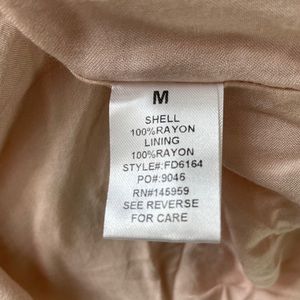 M
SHELL
100%RAYON
LINING
100%RAYON
STYLE#:FD6164
PO#:9046
RN#145959
SEE REVERSE
FOR CARE